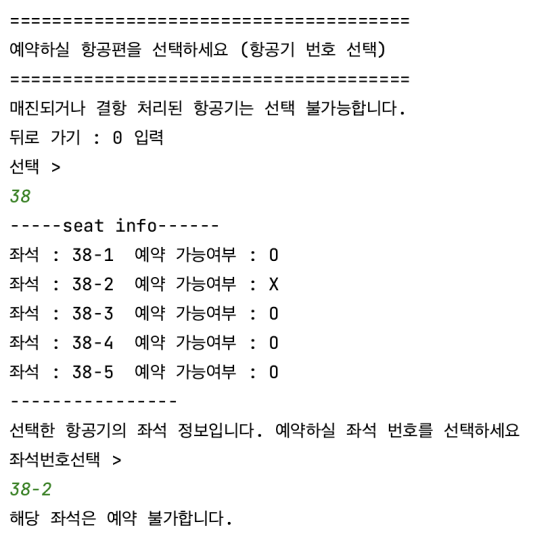 ======================================
예약하실 항공편을 선택하세요 (항공기 번호 선택)
======================================
매진되거나 결항 처리된 항공기는 선택 불가능합니다.
뒤로 가기 : 0 입력
선택 >
38
-----seat info------
좌석 : 38-1  예약 가능여부 : O
좌석 : 38-2  예약 가능여부 : X
좌석 : 38-3  예약 가능여부 : O
좌석 : 38-4  예약 가능여부 : O
좌석 : 38-5  예약 가능여부 : O
----------------
선택한 항공기의 좌석 정보입니다. 예약하실 좌석 번호를 선택하세요
좌석번호선택 >
38-2
해당 좌석은 예약 불가합니다.